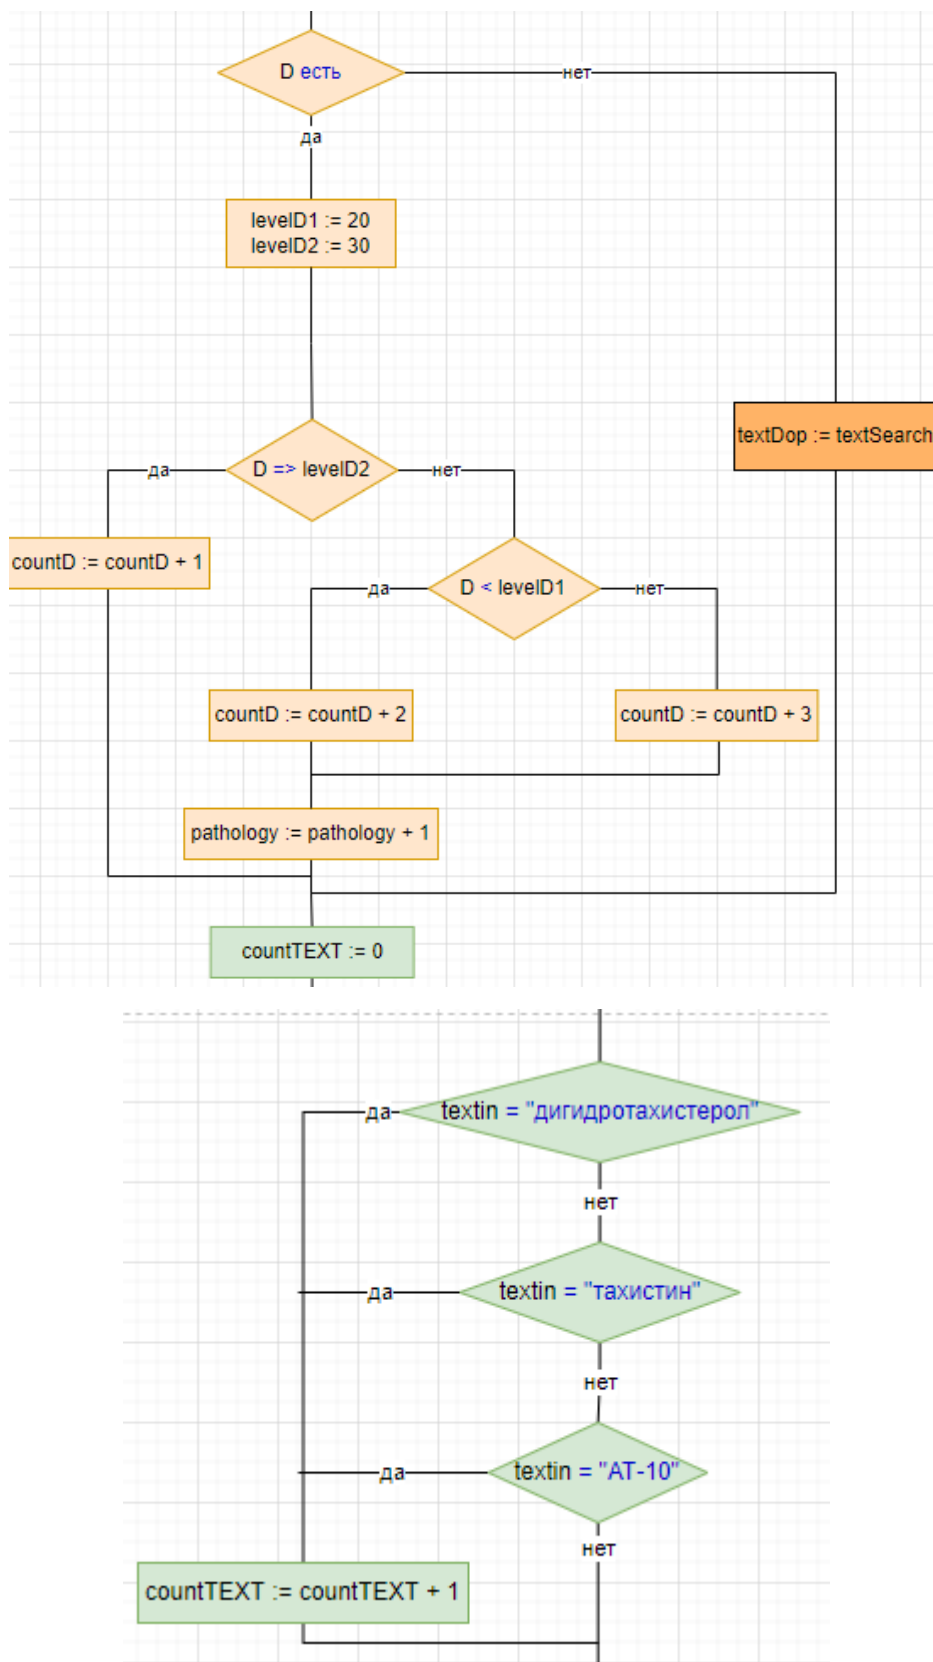 D есть
нет
да
levelD1 := 20
levelD2 := 30
textDop := textSearch
да
D => levelD2
нет
countD := countD + 1
да
D < levelD1
нет
countD := countD + 2
countD := countD + 3
pathology := pathology + 1
countTEXT := 0
да
textin = "дигидротахистерол"
нет
да
textin = "тахистин"
нет
да
textin = "АТ-10"
нет
countTEXT := countTEXT + 1